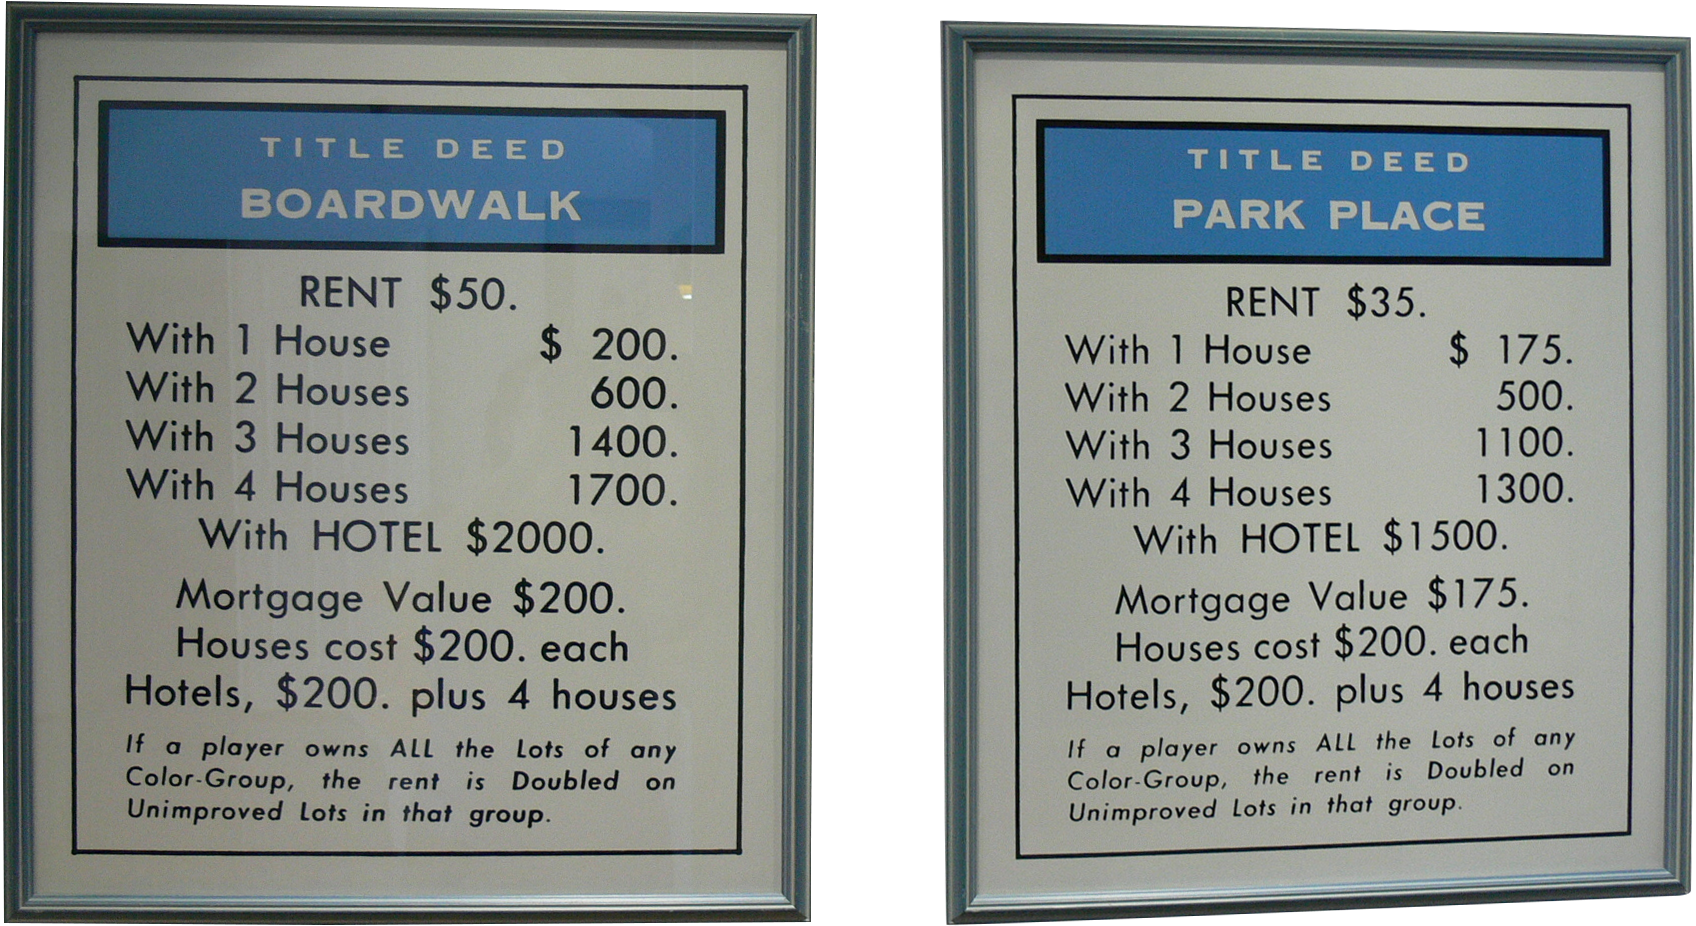 TITLE DEED
BOARDWALK
RENT $50.
With 1 House $ 200.
With 2 Houses 600.
With 3 Houses 1400.
With 4 Houses 1700.
With HOTEL $2000.
Mortgage Value $200.
Houses cost $200. each
Hotels, $200. plus 4 houses
If a player owns ALL the Lots of any
Color-Group, the rent is Doubled on
Unimproved Lots in that group.
TITLE DEED
PARK PLACE
RENT $35.
With 1 House $ 175.
With 2 Houses 500.
With 3 Houses 1100.
With 4 Houses 1300.
With HOTEL $1500.
Mortgage Value $175.
Houses cost $200. each
Hotels, $200. plus 4 houses
If a player owns ALL the Lots of any
Color-Group, the rent is Doubled on
Unimproved Lots in that group.